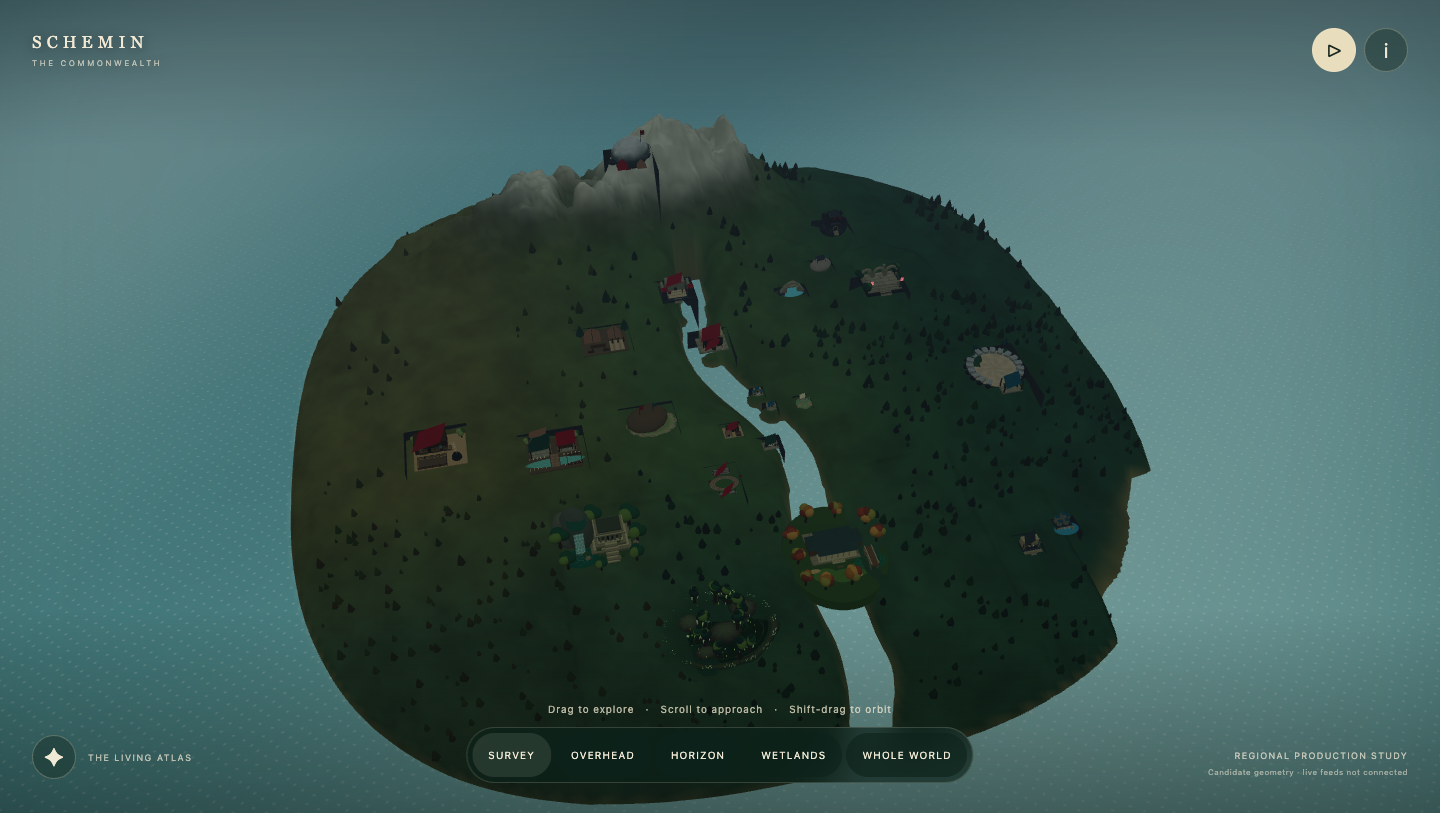 SCHEMIN
THE COMMONWEALTH
i
Drag to explore · Scroll to approach · Shift-drag to orbit
THE LIVING ATLAS
SURVEY OVERHEAD HORIZON WETLANDS WHOLE WORLD
REGIONAL PRODUCTION STUDY
Candidate geometry · live feeds not connected